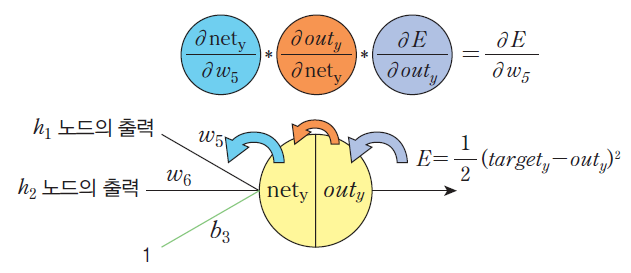 ∂net_y/∂w_5 * ∂out_y/∂net_y * ∂E/∂out_y = ∂E/∂w_5
h_1 노드의 출력
w_5
E=1/2(target_y−out_y)²
h_2 노드의 출력
w_6
net_y out_y
b_3
1